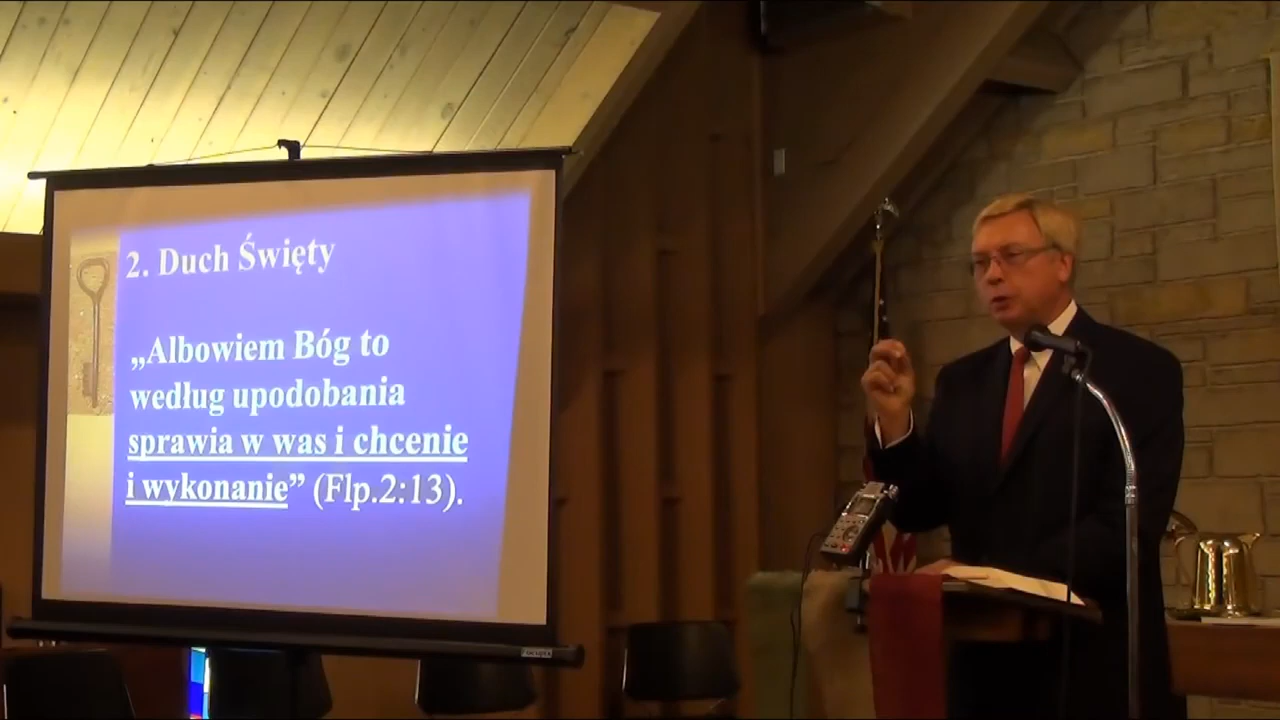 2. Duch Święty
„Albowiem Bóg to
według upodobania
sprawia w was i chcenie
i wykonanie” (Flp.2:13).